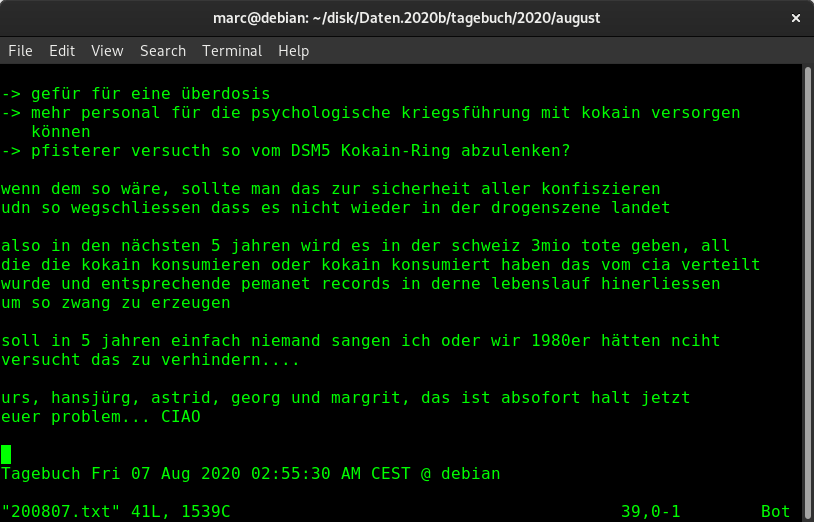 marc@debian: ~/disk/Daten.2020b/tagebuch/2020/august
×
File Edit View Search Terminal Help
-> gefür für eine überdosis
-> mehr personal für die psychologische kriegsführung mit kokain versorgen
können
-> pfisterer versucth so vom DSM5 Kokain-Ring abzulenken?
wenn dem so wäre, sollte man das zur sicherheit aller konfiszieren
udn so wegschliessen dass es nicht wieder in der drogenszene landet
also in den nächsten 5 jahren wird es in der schweiz 3mio tote geben, all
die die kokain konsumieren oder kokain konsumiert haben das vom cia verteilt
wurde und entsprechende pemanet records in derne lebenslauf hinerliessen
um so zwang zu erzeugen
soll in 5 jahren einfach niemand sangen ich oder wir 1980er hätten nciht
versucht das zu verhindern....
urs, hansjürg, astrid, georg und margrit, das ist absofort halt jetzt
euer problem... CIAO
Tagebuch Fri 07 Aug 2020 02:55:30 AM CEST @ debian
"200807.txt" 41L, 1539C 39,0-1 Bot